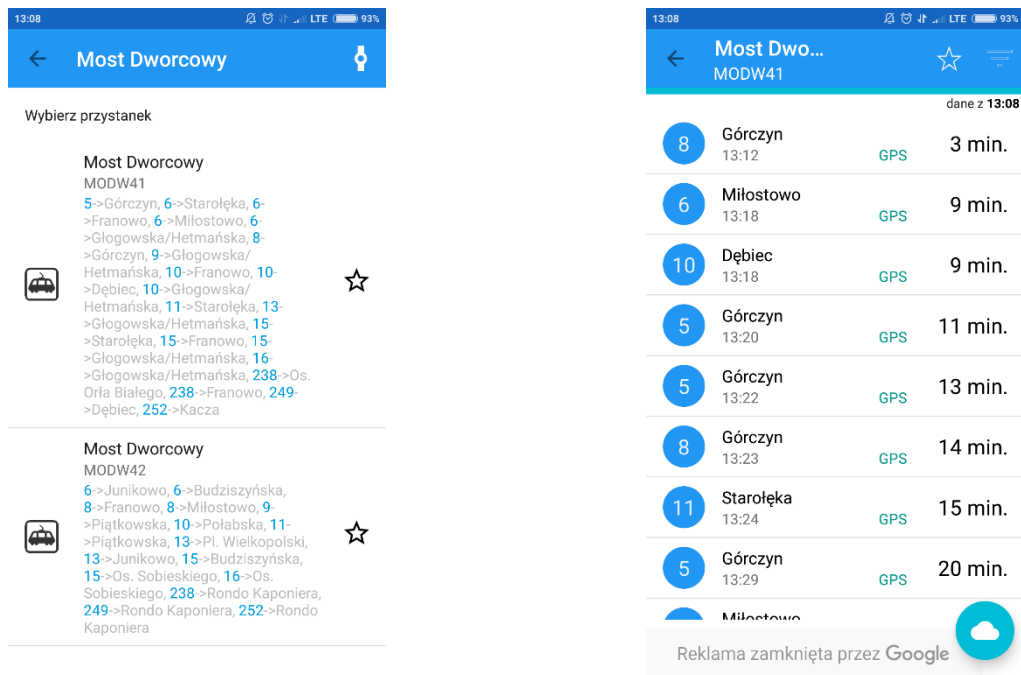 13:08
LTE
93%
Most Dworcowy
Wybierz przystanek
Most Dworcowy
MODW41
5->Górczyn, 6->Starołęka, 6-
>Franowo, 6->Miłostowo, 6-
>Głogowska/Hetmańska, 8-
>Górczyn, 9->Głogowska/
Hetmańska, 10->Franowo, 10-
>Dębiec, 10->Głogowska/
Hetmańska, 11->Starołęka, 13-
>Głogowska/Hetmańska, 15-
>Starołęka, 15->Franowo, 15-
>Głogowska/Hetmańska, 16-
>Głogowska/Hetmańska, 238->Os.
Orła Białego, 238->Franowo, 249-
>Dębiec, 252->Kacza
Most Dworcowy
MODW42
6->Junikowo, 6->Budziszyńska,
8->Franowo, 8->Miłostowo, 9-
>Piątkowska, 10->Połabska, 11-
>Piątkowska, 13->Pl. Wielkopolski,
13->Junikowo, 15->Budziszyńska,
15->Os. Sobieskiego, 16->Os.
Sobieskiego, 238->Rondo Kaponiera,
249->Rondo Kaponiera, 252->Rondo
Kaponiera
13:08
LTE
93%
Most Dwo...
MODW41
dane z 13:08
8 Górczyn 3 min.
13:12 GPS
6 Miłostowo 9 min.
13:18 GPS
10 Dębiec 9 min.
13:18 GPS
5 Górczyn 11 min.
13:20 GPS
5 Górczyn 13 min.
13:22 GPS
8 Górczyn 14 min.
13:23 GPS
11 Starołęka 15 min.
13:24 GPS
5 Górczyn 20 min.
13:29 GPS
Miłostowo
Reklama zamknięta przez Google